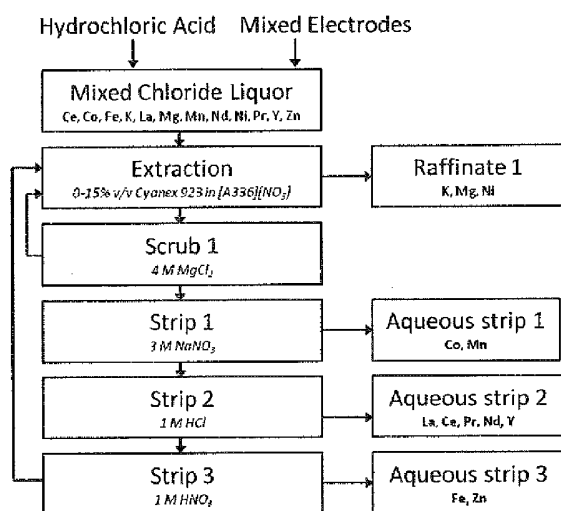 Hydrochloric Acid Mixed Electrodes
Mixed Chloride Liquor
Ce, Co, Fe, K, La, Mg, Mn, Nd, Ni, Pr, Y, Zn
Extraction
0-15% v/v Cyanex 923 in [A336][NO₃]
Raffinate 1
K, Mg, Ni
Scrub 1
4 M MgCl₂
Strip 1
3 M NaNO₃
Aqueous strip 1
Co, Mn
Strip 2
1 M HCl
Aqueous strip 2
La, Ce, Pr, Nd, Y
Strip 3
1 M HNO₃
Aqueous strip 3
Fe, Zn